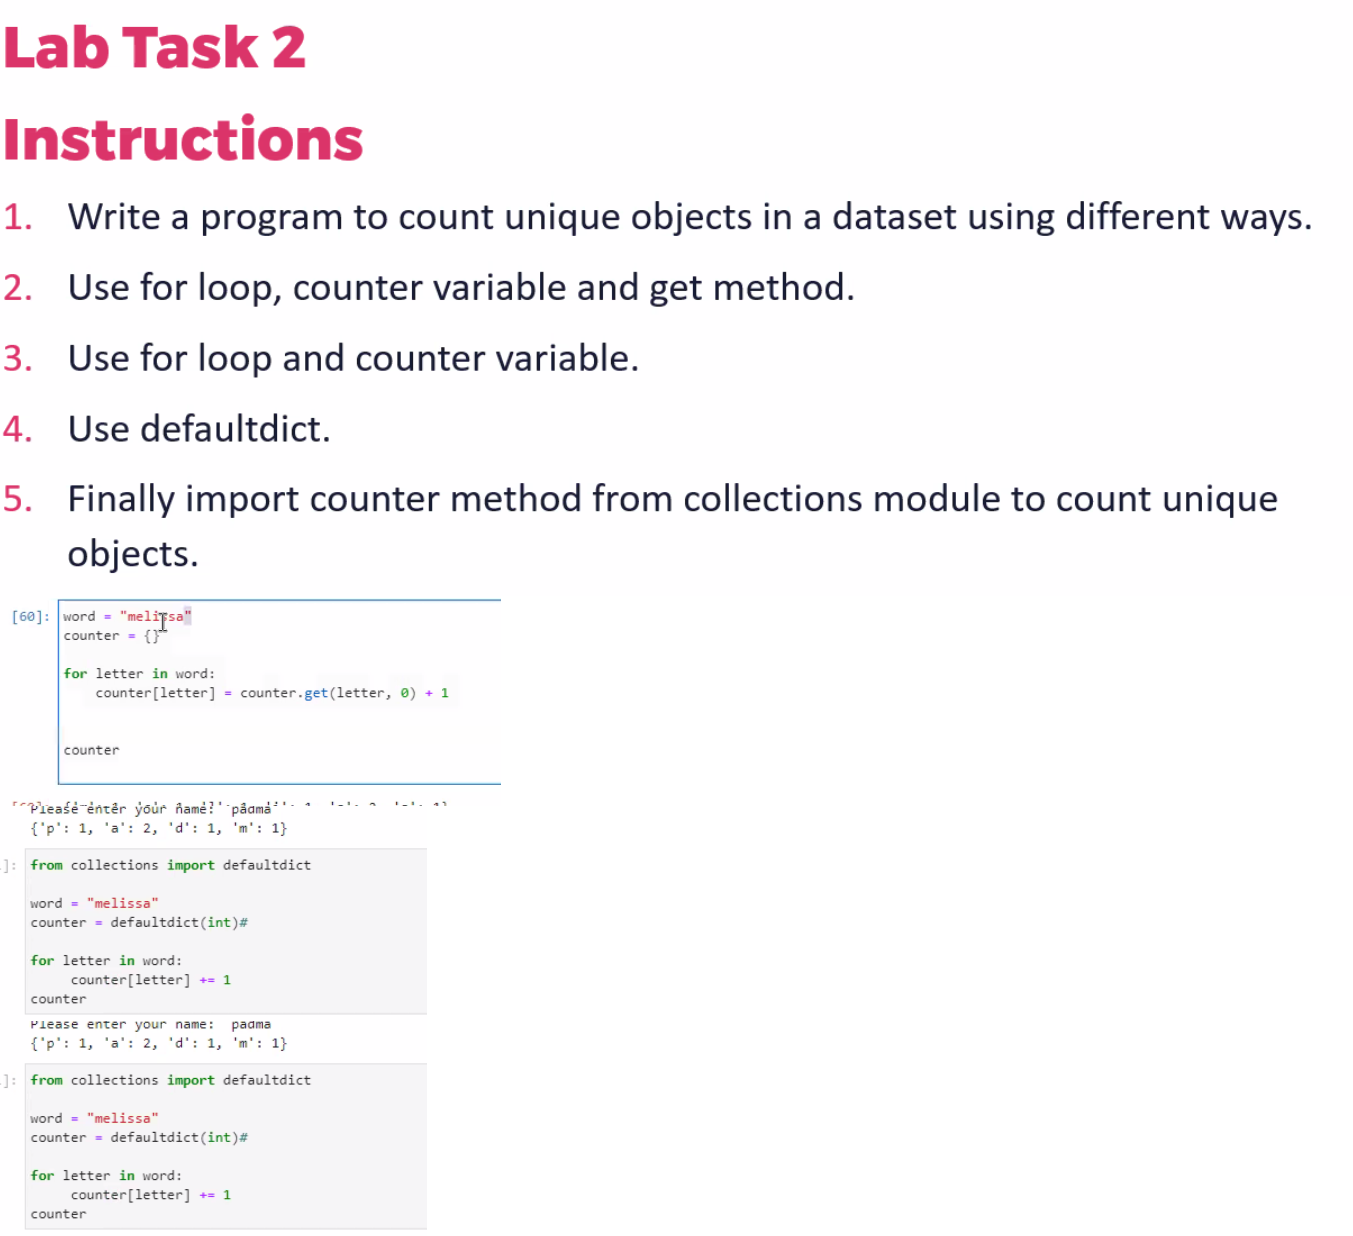 Lab Task 2
Instructions
1. Write a program to count unique objects in a dataset using different ways.
2. Use for loop, counter variable and get method.
3. Use for loop and counter variable.
4. Use defaultdict.
5. Finally import counter method from collections module to count unique
objects.
[60]: word = "melissa"
counter = {}
for letter in word:
counter[letter] = counter.get(letter, 0) + 1
counter
Please enter your name: padma
{'p': 1, 'a': 2, 'd': 1, 'm': 1}
]: from collections import defaultdict
word = "melissa"
counter = defaultdict(int)#
for letter in word:
counter[letter] += 1
counter
Please enter your name: padma
{'p': 1, 'a': 2, 'd': 1, 'm': 1}
]: from collections import defaultdict
word = "melissa"
counter = defaultdict(int)#
for letter in word:
counter[letter] += 1
counter